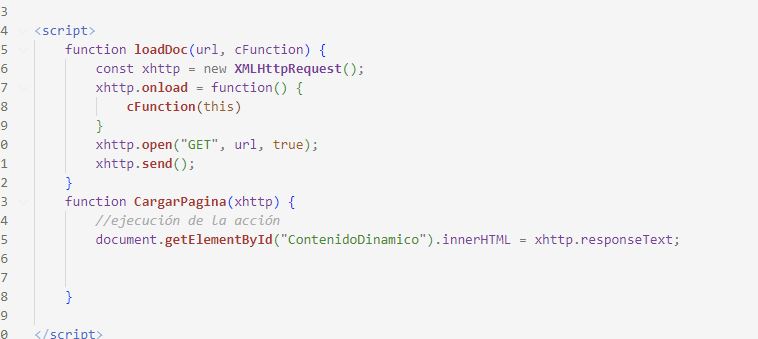 3
4 <script>
5 function loadDoc(url, cFunction) {
6 const xhttp = new XMLHttpRequest();
7 xhttp.onload = function() {
8 cFunction(this)
9 }
0 xhttp.open("GET", url, true);
1 xhttp.send();
2 }
3 function CargarPagina(xhttp) {
4 //ejecución de la acción
5 document.getElementById("ContenidoDinamico").innerHTML = xhttp.responseText;
6
7
8 }
9
0 </script>